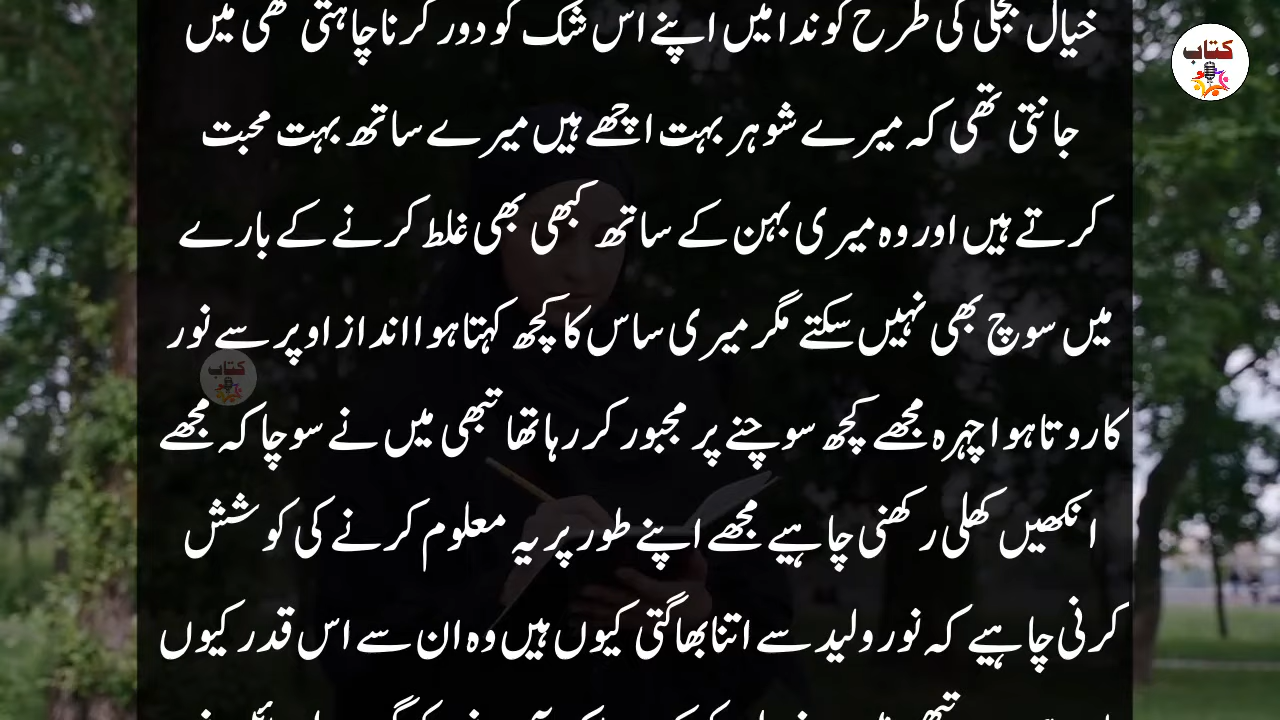 خیال بجلی کی طرح کوندا میں اپنے اس شک کو دور کرنا چاہتی تھی میں
جانتی تھی کہ میرے شوہر بہت اچھے ہیں میرے ساتھ بہت محبت
کرتے ہیں اور وہ میری بہن کے ساتھ کبھی بھی غلط کرنے کے بارے
میں سوچ بھی نہیں سکتے مگر میری ساس کا کچھ کہتا ہوا انداز اوپر سے نور
کا روتا ہوا چہرہ مجھے کچھ سوچنے پر مجبور کر رہا تھا تبھی میں نے سوچا کہ مجھے
انکھیں کھلی رکھنی چاہیے مجھے اپنے طور پر یہ معلوم کرنے کی کوشش
کرنی چاہیے کہ نور ولید سے اتنا بھاگتی کیوں ہیں وہ ان سے اس قدر کیوں
کتاب
کتاب